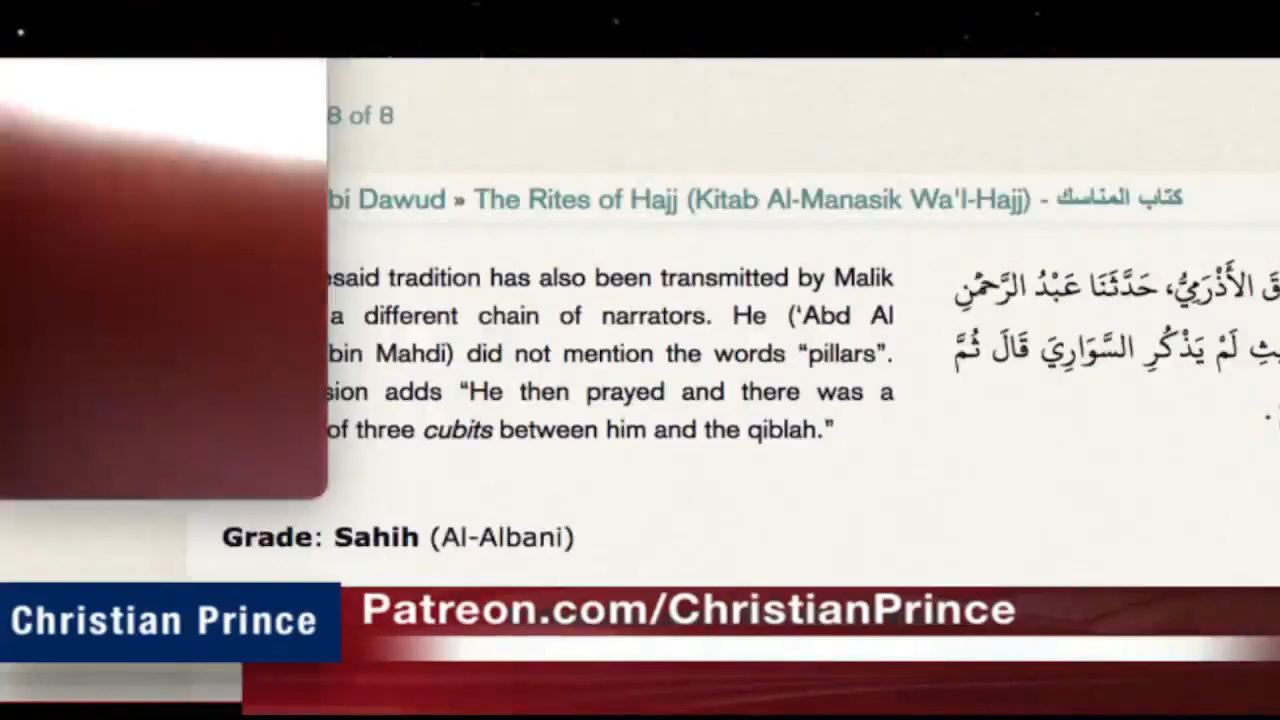 8 of 8
bi Dawud » The Rites of Hajj (Kitab Al-Manasik Wa'l-Hajj) - كتاب المناسك
said tradition has also been transmitted by Malik
a different chain of narrators. He (‘Abd Al
bin Mahdi) did not mention the words “pillars”.
sion adds “He then prayed and there was a
of three cubits between him and the qiblah.”
قَ الأَذْرَمِيُّ، حَدَّثَنَا عَبْدُ الرَّحْمَنِ
لَمْ يَذْكُرِ السَّوَارِيَ قَالَ ثُمَّ
Grade: Sahih (Al-Albani)
Christian Prince
Patreon.com/ChristianPrince